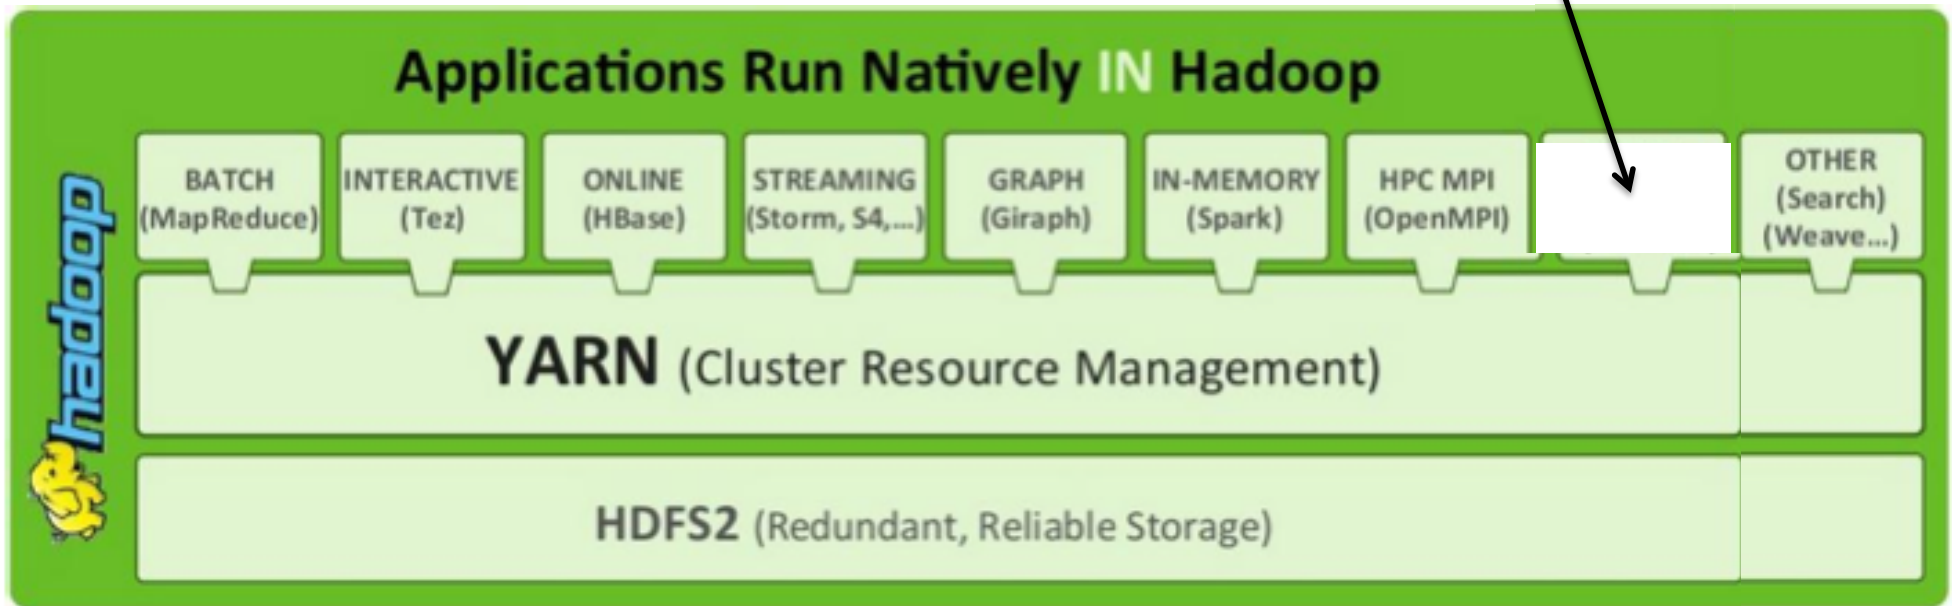 Applications Run Natively IN Hadoop
BATCH
(MapReduce)
INTERACTIVE
(Tez)
ONLINE
(HBase)
STREAMING
(Storm, S4,...)
GRAPH
(Giraph)
IN-MEMORY
(Spark)
HPC MPI
(OpenMPI)
OTHER
(Search)
(Weave...)
hadoop
YARN (Cluster Resource Management)
HDFS2 (Redundant, Reliable Storage)